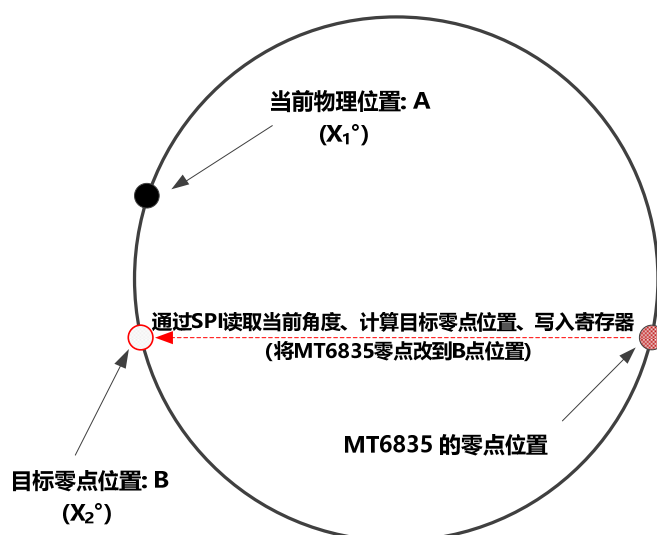 当前物理位置: A
(X₁°)
通过SPI读取当前角度、计算目标零点位置、写入寄存器
(将MT6835零点改到B点位置)
MT6835 的零点位置
目标零点位置: B
(X₂°)